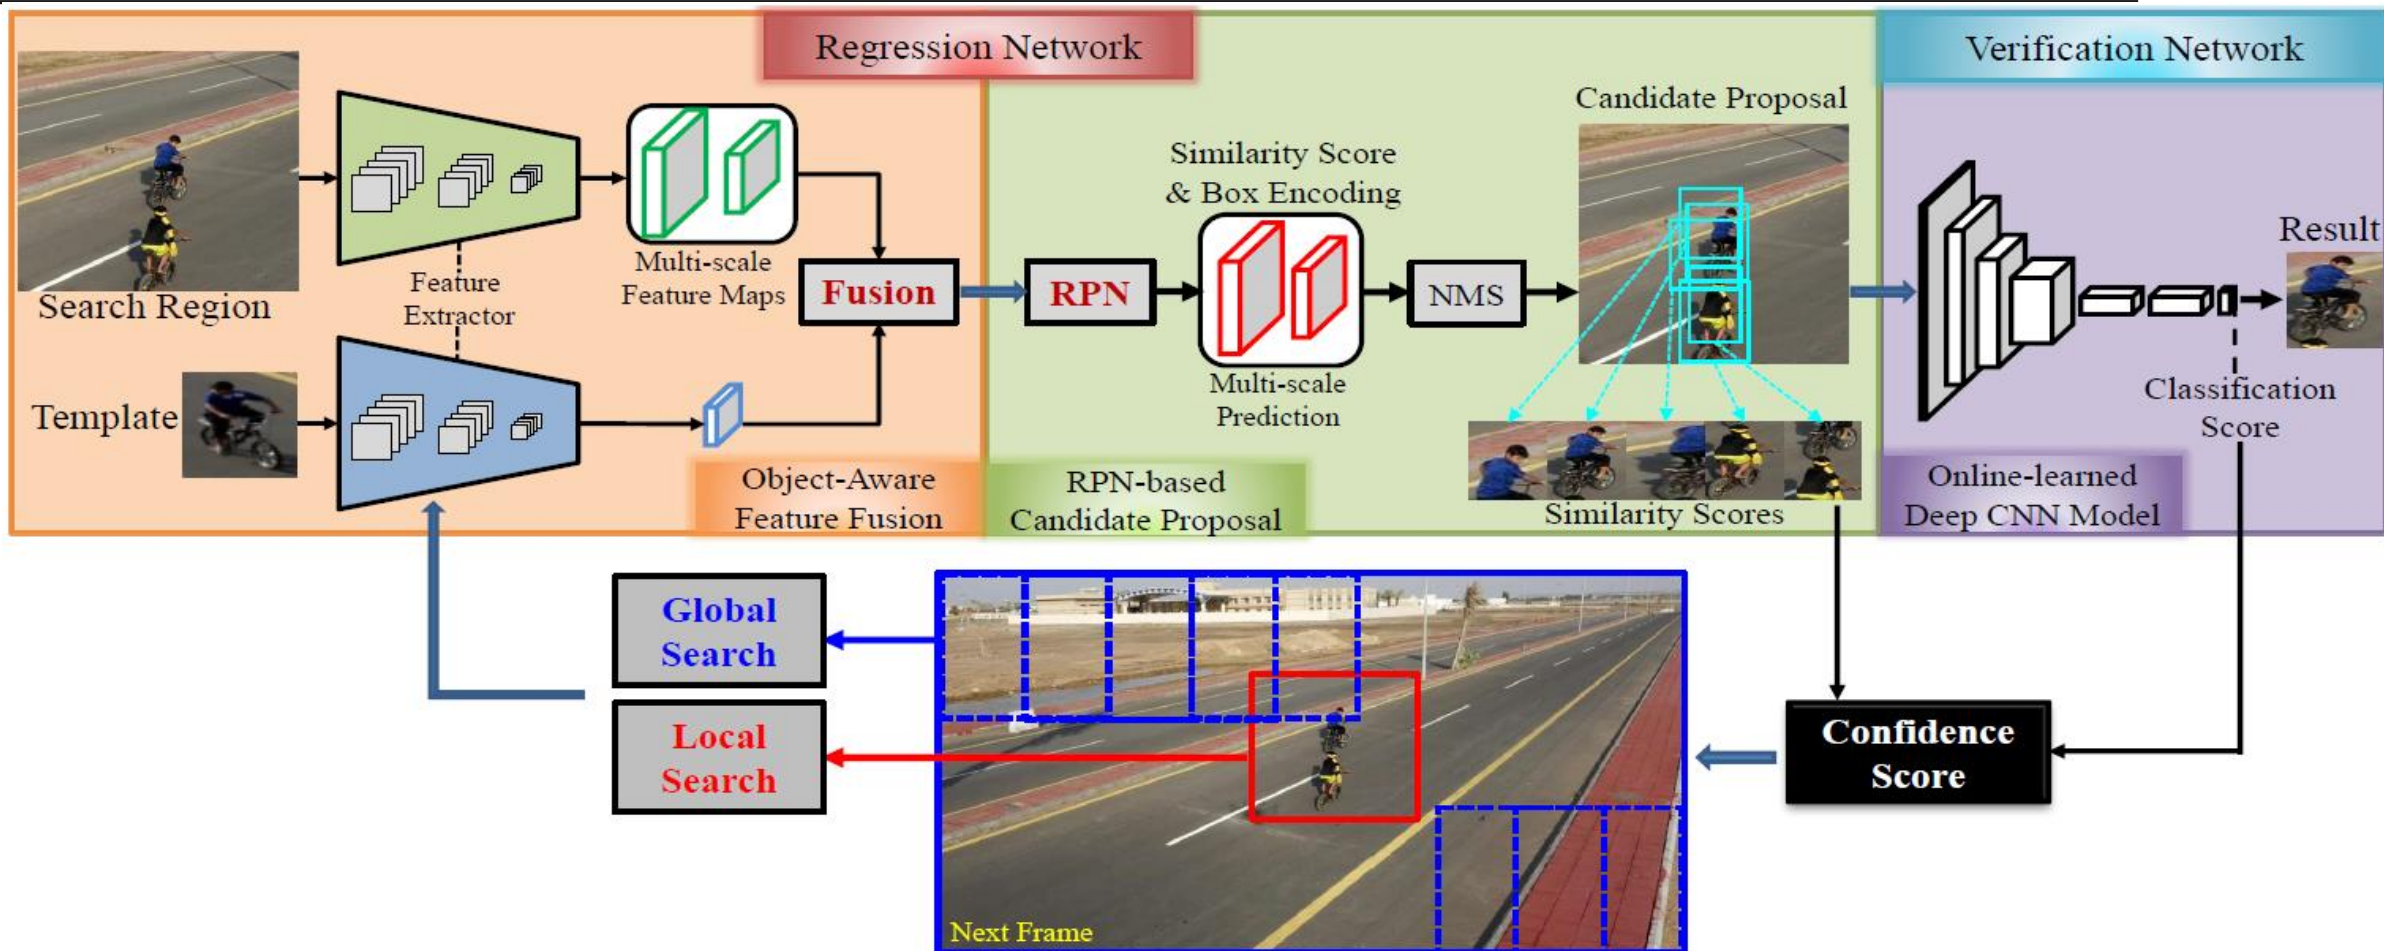 Regression Network
Verification Network
Search Region
Template
Feature
Extractor
Multi-scale
Feature Maps
Fusion
Object-Aware
Feature Fusion
RPN
Similarity Score
& Box Encoding
Multi-scale
Prediction
NMS
Candidate Proposal
Similarity Scores
RPN-based
Candidate Proposal
Result
Classification
Score
Online-learned
Deep CNN Model
Global
Search
Local
Search
Next Frame
Confidence
Score